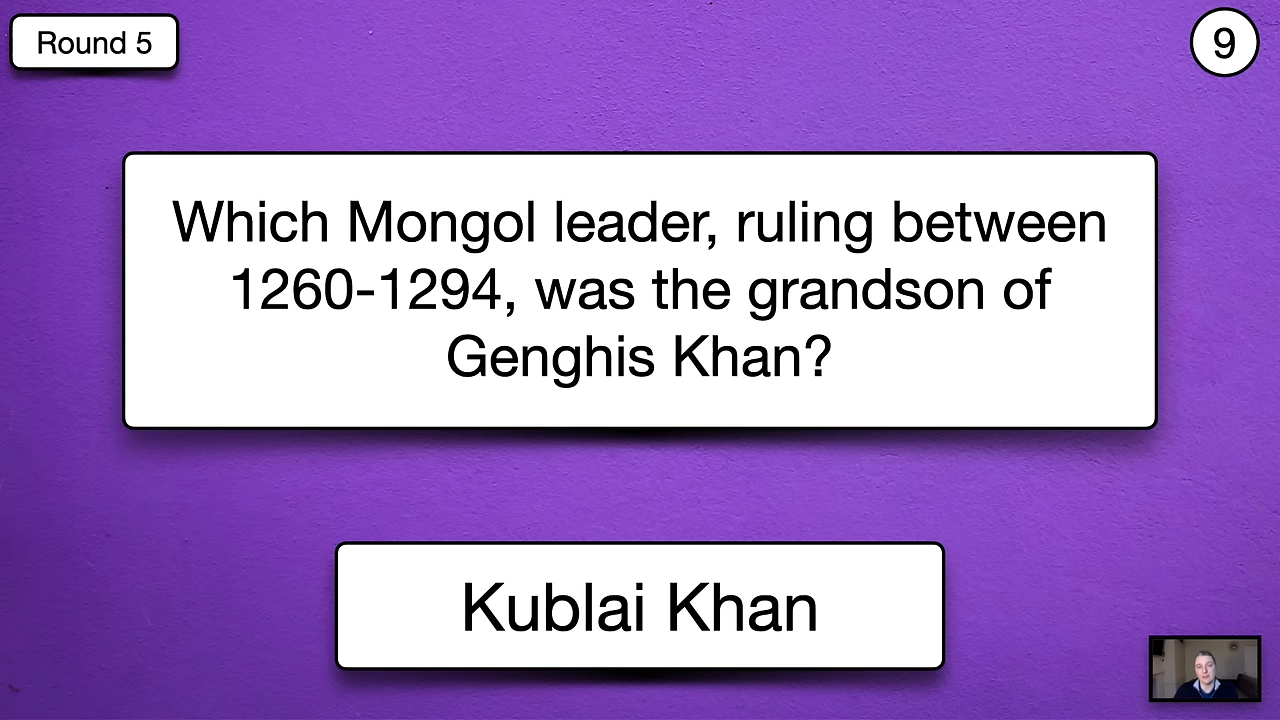 Round 5
9
Which Mongol leader, ruling between
1260-1294, was the grandson of
Genghis Khan?
Kublai Khan